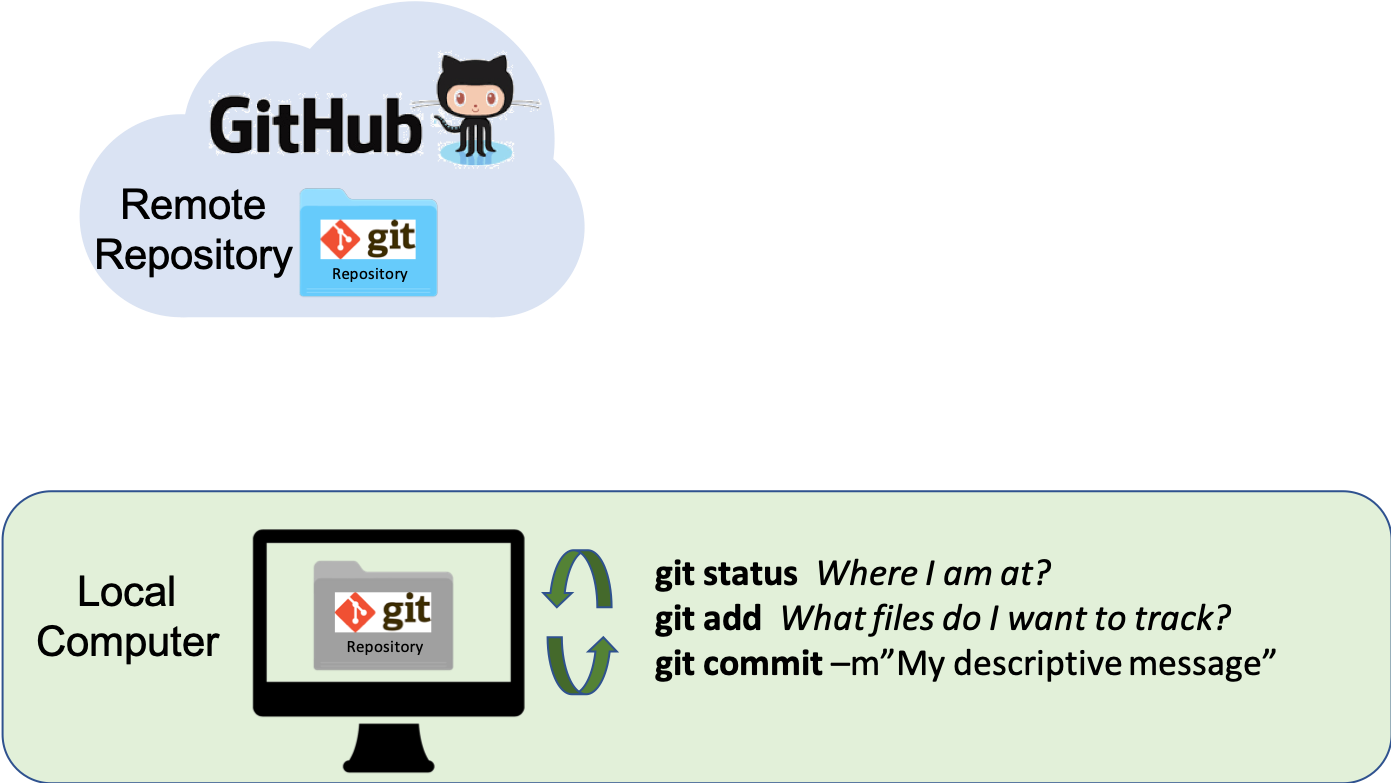 GitHub
Remote
Repository
git
Repository
Local
Computer
git
Repository
git status Where I am at?
git add What files do I want to track?
git commit –m”My descriptive message”